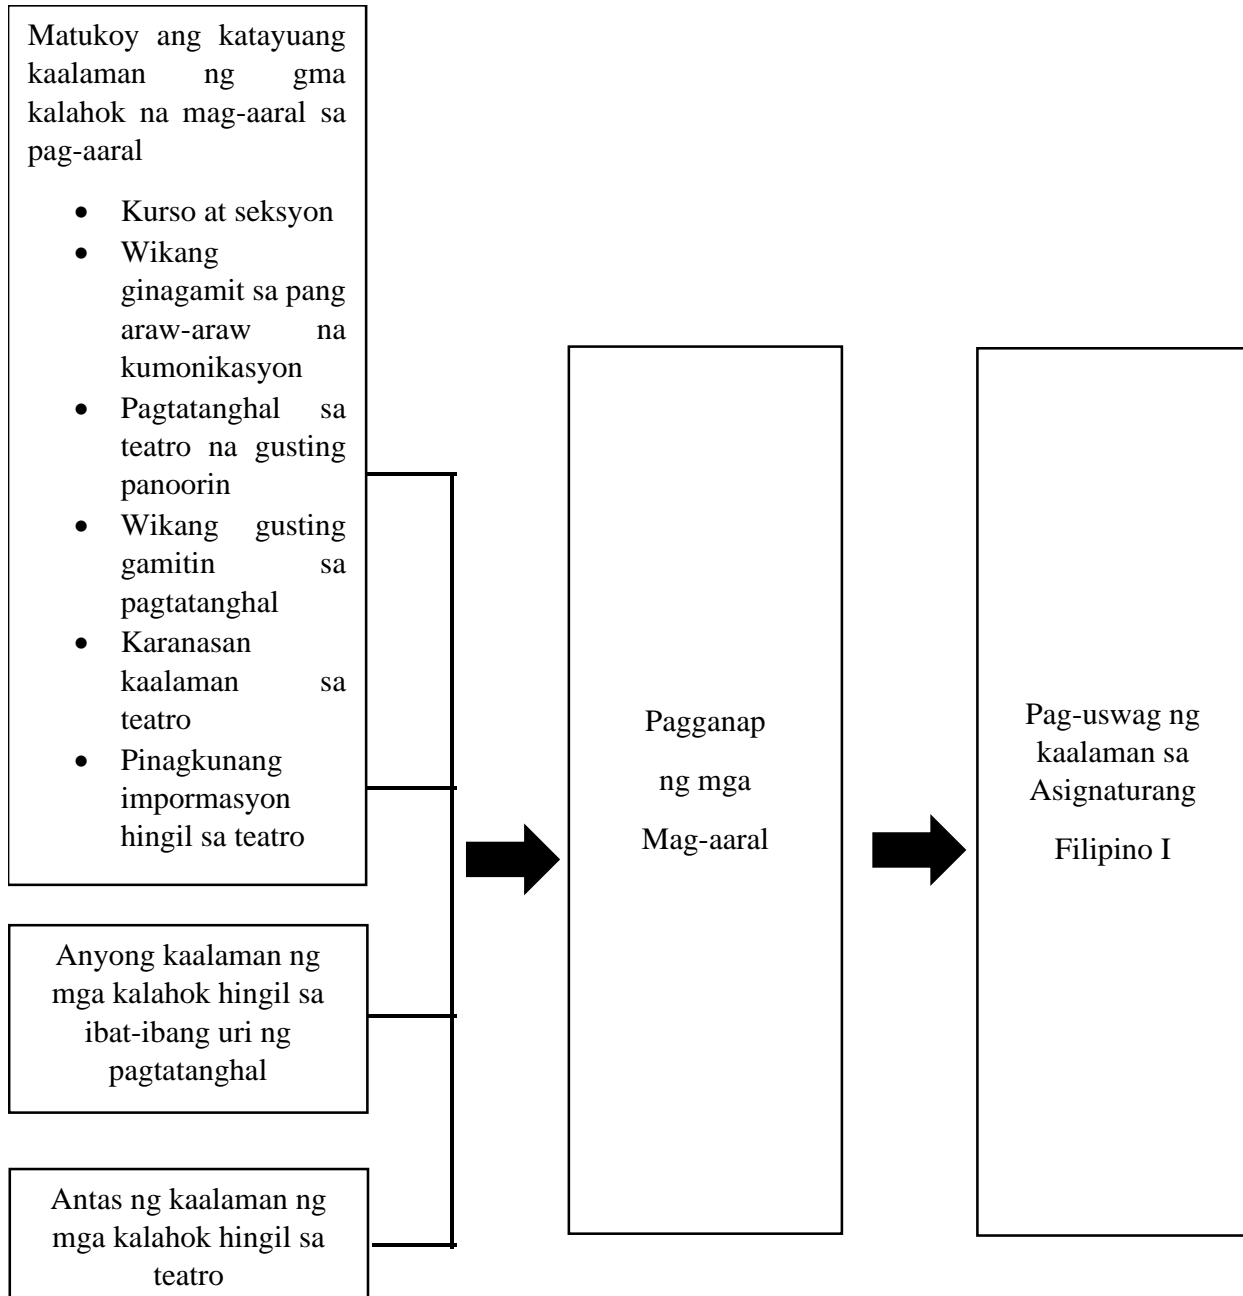 Matukoy ang katayuang
kaalaman ng gma
kalahok na mag-aaral sa
pag-aaral
• Kurso at seksyon
• Wikang
ginagamit sa pang
araw-araw na
kumonikasyon
• Pagtatanghal sa
teatro na gusting
panoorin
• Wikang gusting
gamitin sa
pagtatanghal
• Karanasan
kaalaman sa
teatro
• Pinagkunang
impormasyon
hingil sa teatro
Anyong kaalaman ng
mga kalahok hingil sa
ibat-ibang uri ng
pagtatanghal
Antas ng kaalaman ng
mga kalahok hingil sa
teatro
Pagganap
ng mga
Mag-aaral
Pag-uswag ng
kaalaman sa
Asignaturang
Filipino I